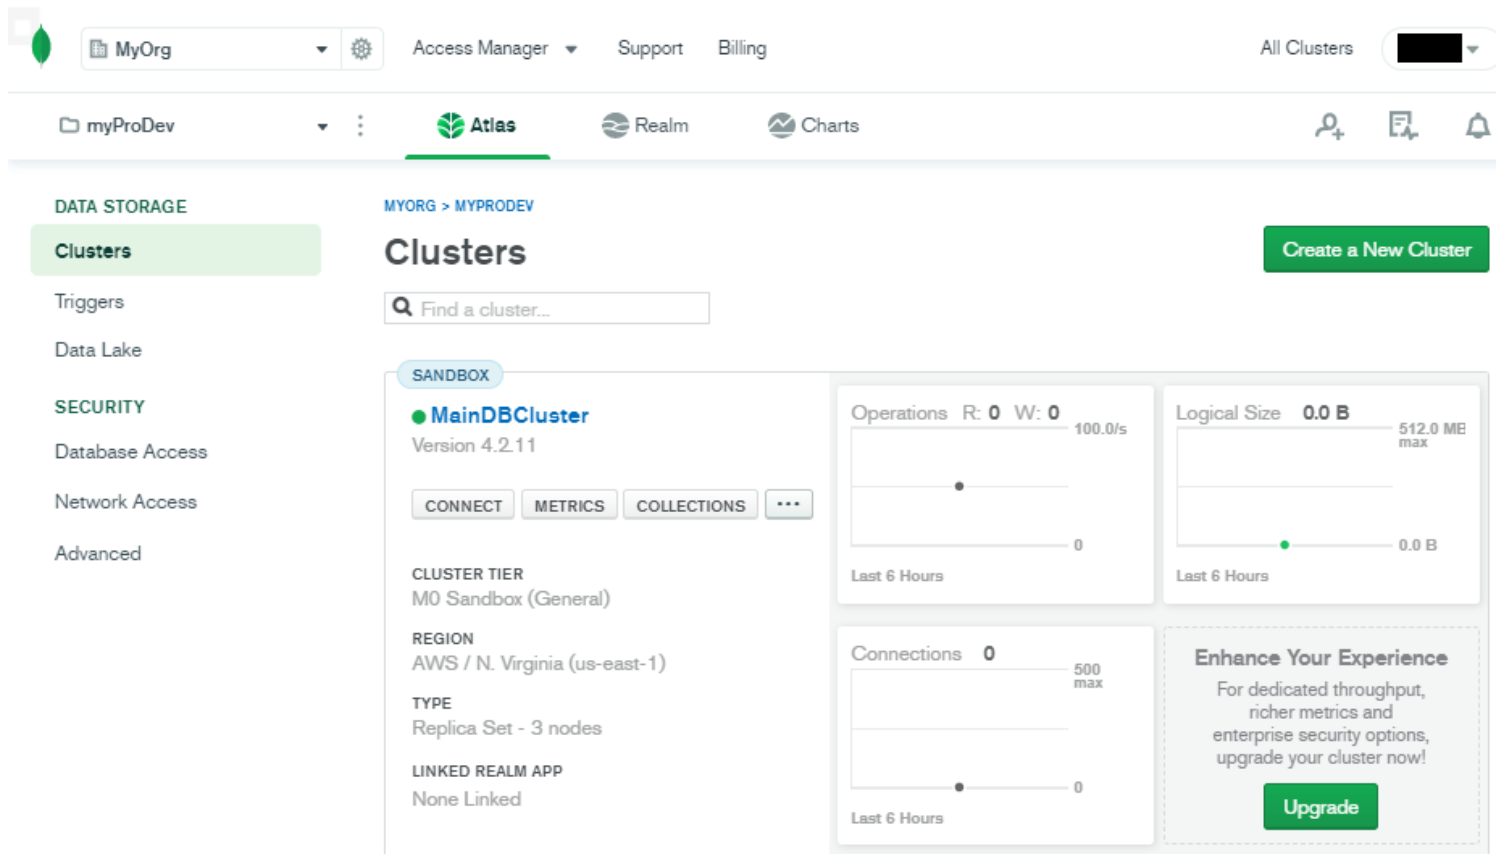 MyOrg
Access Manager
Support
Billing
All Clusters
myProDev
Atlas
Realm
Charts
DATA STORAGE
Clusters
Triggers
Data Lake
SECURITY
Database Access
Network Access
Advanced
MYORG > MYPRODEV
Clusters
Create a New Cluster
Find a cluster...
SANDBOX
MainDBCluster
Version 4.2.11
CONNECT
METRICS
COLLECTIONS
...
CLUSTER TIER
M0 Sandbox (General)
REGION
AWS / N. Virginia (us-east-1)
TYPE
Replica Set - 3 nodes
LINKED REALM APP
None Linked
Operations R: 0 W: 0
100.0/s
0
Last 6 Hours
Logical Size 0.0 B
512.0 MB
max
0.0 B
Last 6 Hours
Connections 0
500
max
0
Last 6 Hours
Enhance Your Experience
For dedicated throughput,
richer metrics and
enterprise security options,
upgrade your cluster now!
Upgrade